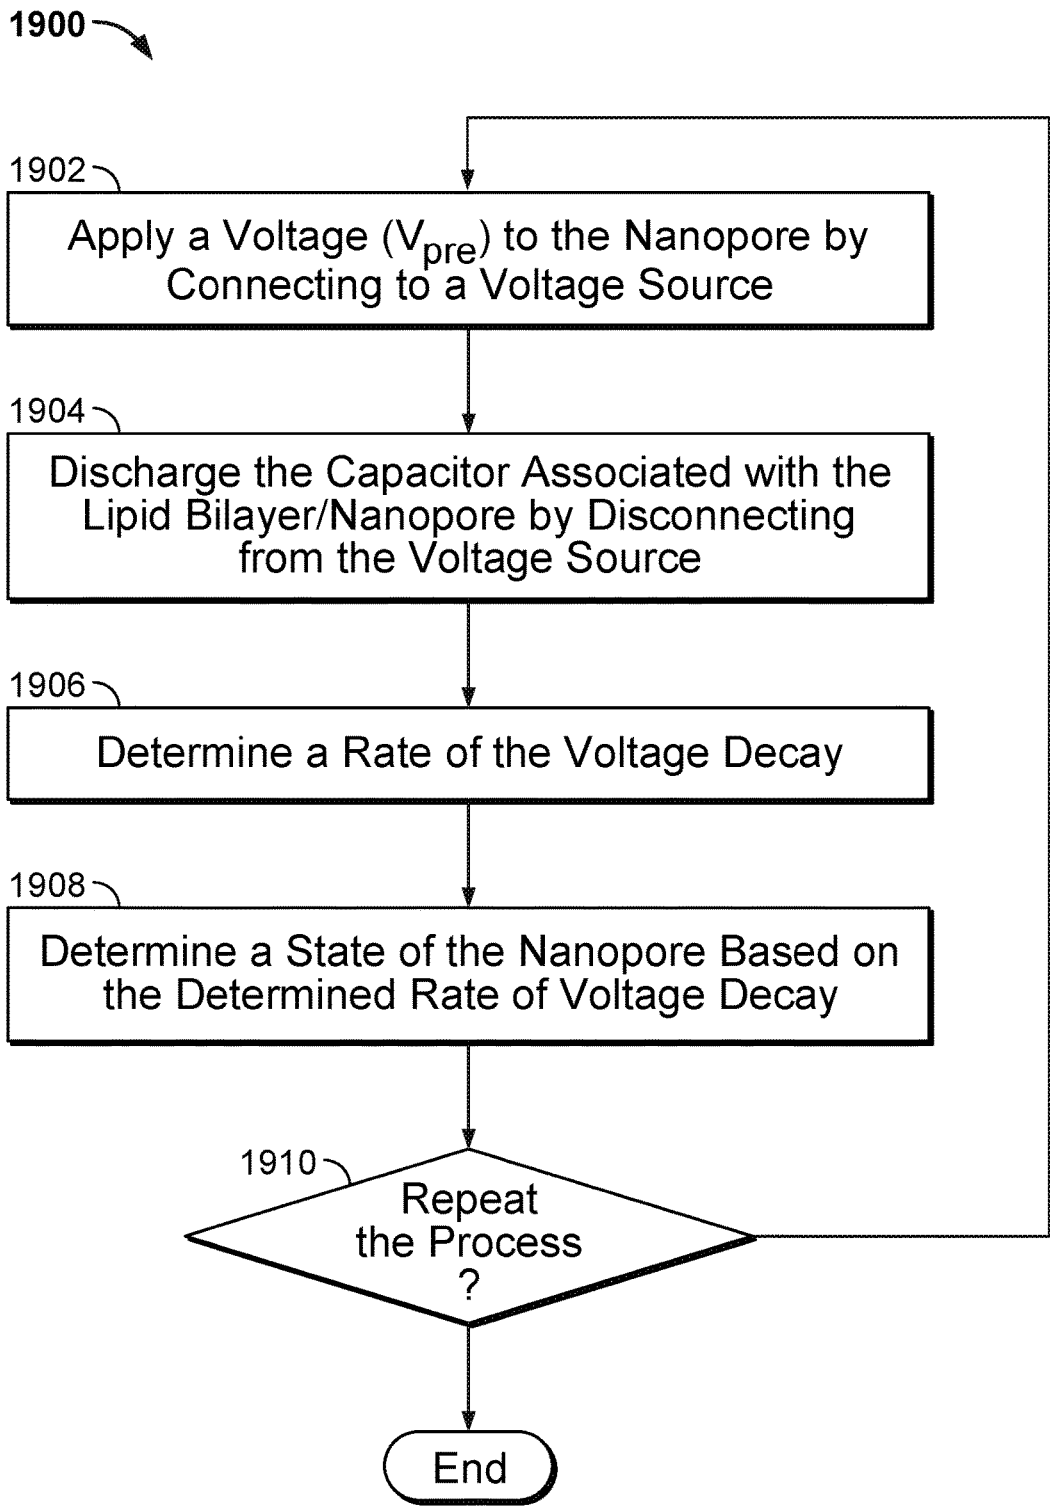 1900
1902
Apply a Voltage (Vpre) to the Nanopore by
Connecting to a Voltage Source
1904
Discharge the Capacitor Associated with the
Lipid Bilayer/Nanopore by Disconnecting
from the Voltage Source
1906
Determine a Rate of the Voltage Decay
1908
Determine a State of the Nanopore Based on
the Determined Rate of Voltage Decay
1910
Repeat
the Process
?
End